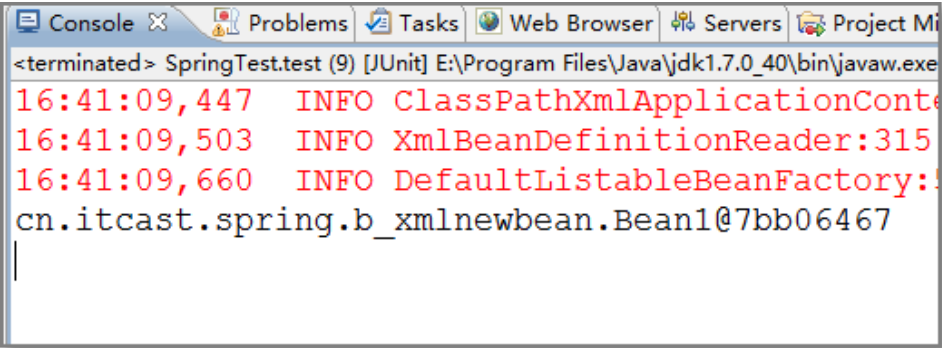 Console Problems Tasks Web Browser Servers Project Mi
<terminated> SpringTest.test (9) [JUnit] E:\Program Files\Java\jdk1.7.0_40\bin\javaw.exe
16:41:09,447 INFO ClassPathXmlApplicationConte
16:41:09,503 INFO XmlBeanDefinitionReader:315
16:41:09,660 INFO DefaultListableBeanFactory:
cn.itcast.spring.b_xmlnewbean.Bean1@7bb06467